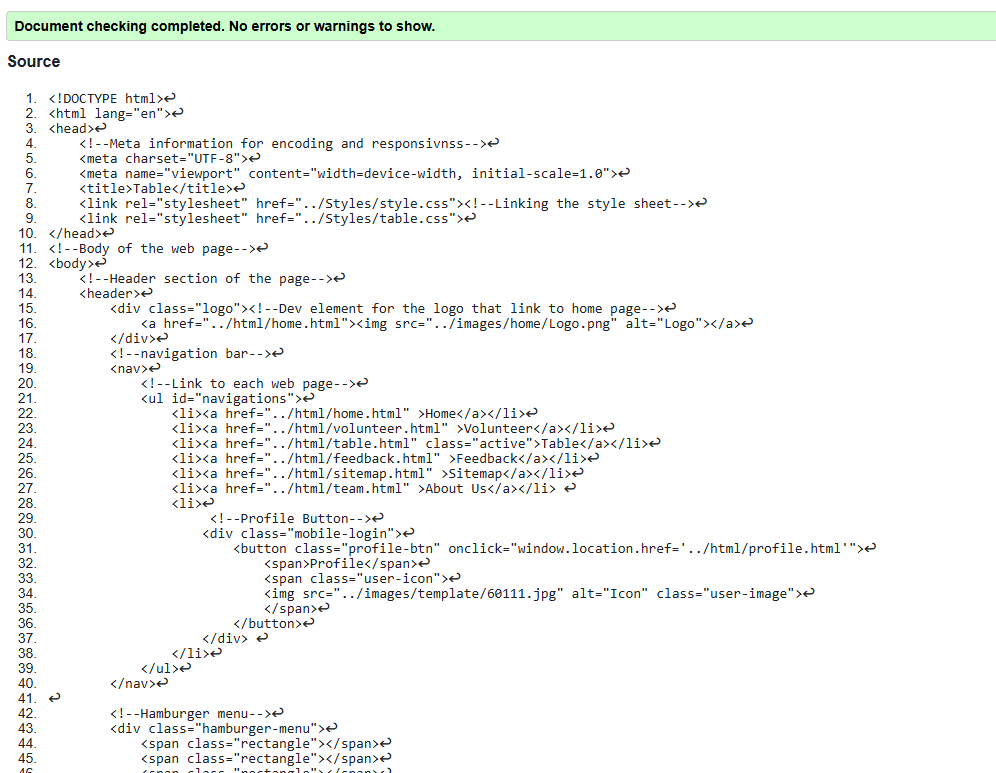 Document checking completed. No errors or warnings to show.
Source
1. <!DOCTYPE html>↩
2. <html lang="en">↩
3. <head>↩
4.     <!--Meta information for encoding and responsivnss-->↩
5.     <meta charset="UTF-8">↩
6.     <meta name="viewport" content="width=device-width, initial-scale=1.0">↩
7.     <title>Table</title>↩
8.     <link rel="stylesheet" href="../Styles/style.css"><!--Linking the style sheet-->↩
9.     <link rel="stylesheet" href="../Styles/table.css">↩
10. </head>↩
11. <!--Body of the web page-->↩
12. <body>↩
13.     <!--Header section of the page-->↩
14.     <header>↩
15.         <div class="logo"><!--Dev element for the logo that link to home page-->↩
16.             <a href="../html/home.html"><img src="../images/home/Logo.png" alt="Logo"></a>↩
17.         </div>↩
18.         <!--navigation bar-->↩
19.         <nav>↩
20.             <!--Link to each web page-->↩
21.             <ul id="navigations">↩
22.                 <li><a href="../html/home.html" >Home</a></li>↩
23.                 <li><a href="../html/volunteer.html" >Volunteer</a></li>↩
24.                 <li><a href="../html/table.html" class="active">Table</a></li>↩
25.                 <li><a href="../html/feedback.html" >Feedback</a></li>↩
26.                 <li><a href="../html/sitemap.html" >Sitemap</a></li>↩
27.                 <li><a href="../html/team.html" >About Us</a></li> ↩
28.                 <li>↩
29.                      <!--Profile Button-->↩
30.                     <div class="mobile-login">↩
31.                         <button class="profile-btn" onclick="window.location.href='../html/profile.html'">↩
32.                             <span>Profile</span>↩
33.                             <span class="user-icon">↩
34.                             <img src="../images/template/60111.jpg" alt="Icon" class="user-image">↩
35.                             </span>↩
36.                         </button>↩
37.                     </div> ↩
38.                 </li>↩
39.             </ul>↩
40.         </nav>↩
41. ↩
42.         <!--Hamburger menu-->↩
43.         <div class="hamburger-menu">↩
44.             <span class="rectangle"></span>↩
45.             <span class="rectangle"></span>↩
46.             <span class="rectangle"></span>↩